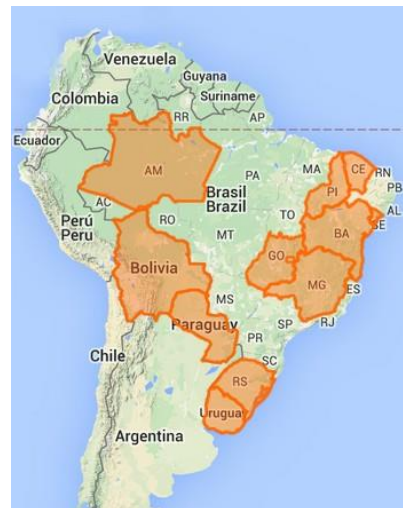 Venezuela
Guyana
Suriname
Colombia
RR
AP
Ecuador
AM
PA
MA
CE
RN
PB
PI
AC
Brasil
Brazil
TO
AL
SE
RO
BA
Perú
Peru
MT
GO
Bolivia
MG
ES
MS
SP
RJ
Paraguay
PR
SC
Chile
RS
Uruguay
Argentina